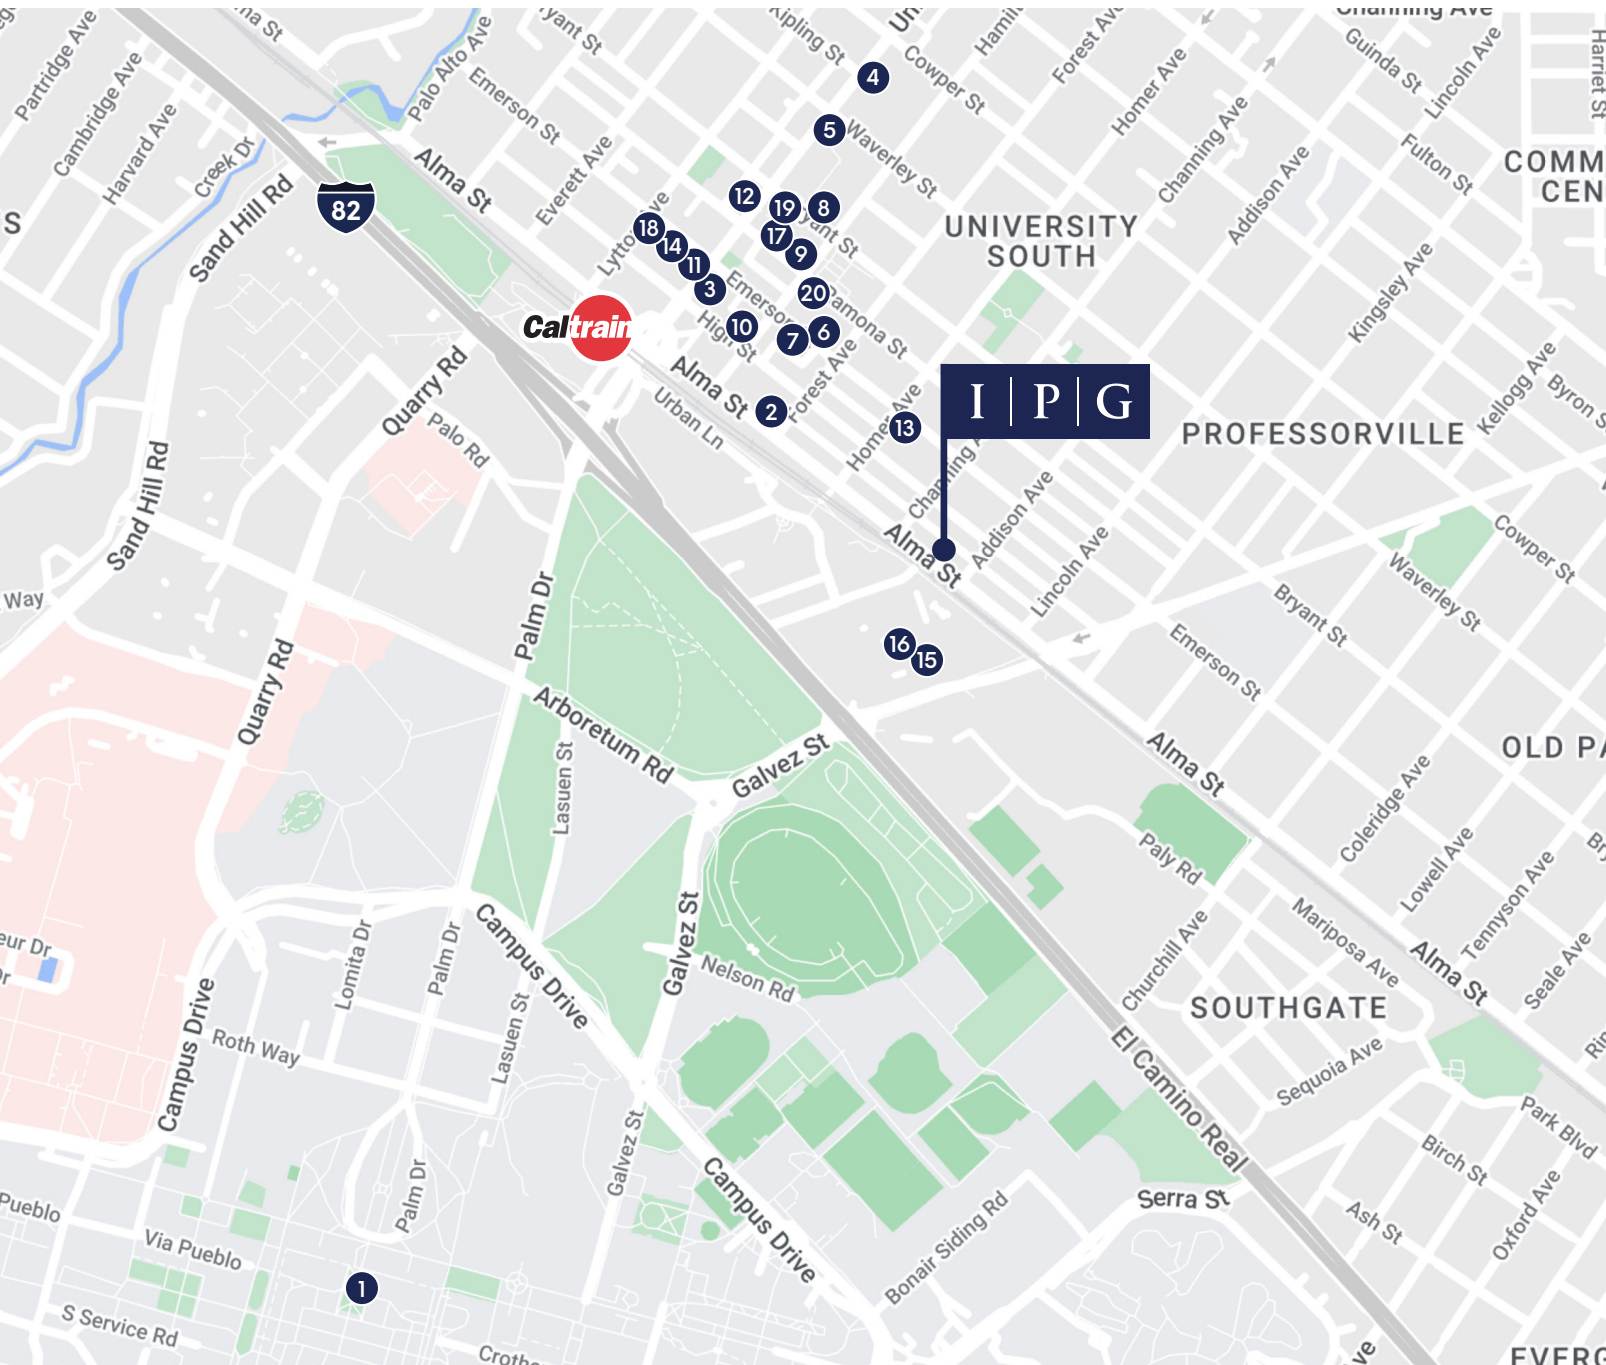 Channing Ave
Partridge Ave
Cambridge Ave
Harvard Ave
Creek Dr
Sand Hill Rd
82
Palo Alto Ave
Emerson St
Everett Ave
Alma St
Kipling St
Cowper St
Forest Ave
Homer Ave
Channing Ave
Addison Ave
Guinda St
Lincoln Ave
Harriet St
Fulton St
4
5
Waverley St
12
19
8
17
9
18
14
11
3
20
10
7
6
2
13
UNIVERSITY
SOUTH
Kingsley Ave
Kellogg Ave
Caltrain
Emerson
High St
Ramona St
Forest Ave
Alma St
Urban Ln
Homer Ave
I | P | G
PROFESSORVILLE
Quarry Rd
Palo Rd
Sand Hill Rd
Way
Alma St
Addison Ave
Lincoln Ave
Cowper St
Waverley St
Bryant St
Emerson St
16
15
Palm Dr
Quarry Rd
Arboretum Rd
Lasuen St
Galvez St
Alma St
Coleridge Ave
Lowell Ave
Tennyson Ave
Seale Ave
Paly Rd
Mariposa Ave
Churchill Ave
Alma St
SOUTHGATE
Sequoia Ave
El Camino Real
Park Blvd
Birch St
Ash St
Oxford Ave
Serra St
Bonair Siding Rd
Campus Drive
Galvez St
Nelson Rd
Lomita Dr
Palm Dr
Lasuen St
Roth Way
Campus Drive
Palm Dr
Galvez St
Campus Drive
Via Pueblo
Pueblo
S Service Rd
1